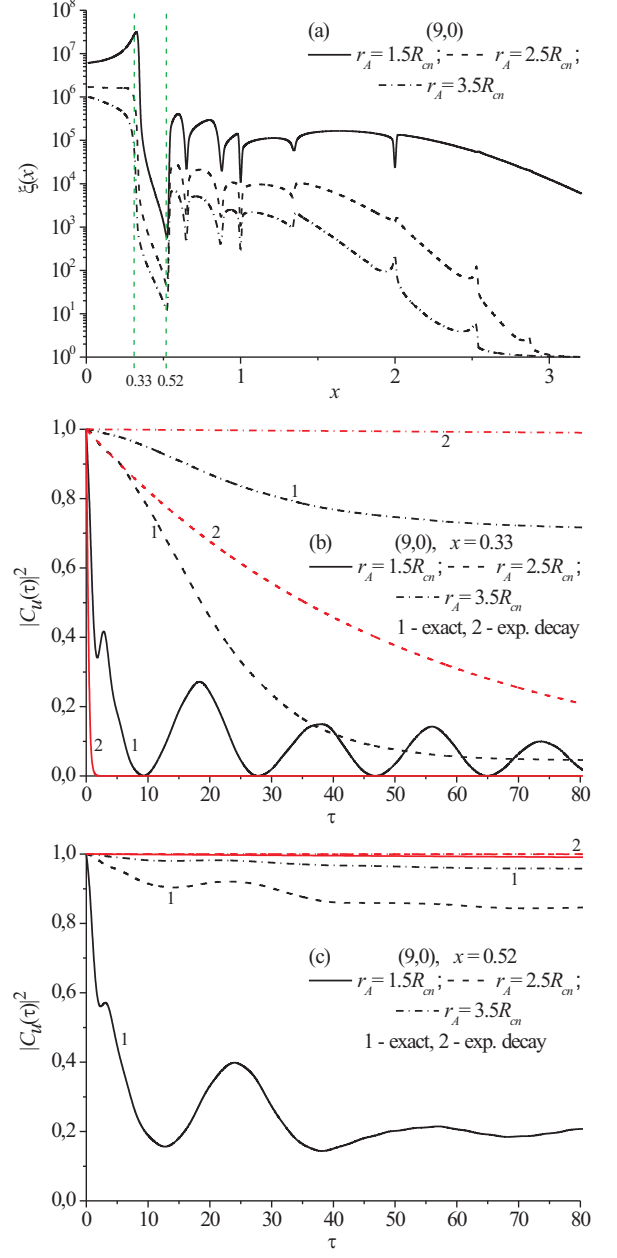 (a) (9,0)
r_A = 1.5R_cn; r_A = 2.5R_cn;
r_A = 3.5R_cn
ξ(x)
10^8
10^7
10^6
10^5
10^4
10^3
10^2
10^1
10^0
0 1 2 3
0.33 0.52
x
1,0
0,8
0,6
0,4
0,2
0,0
|C_u(τ)|^2
2
1
1 2
(b) (9,0), x = 0.33
r_A = 1.5R_cn; r_A = 2.5R_cn;
r_A = 3.5R_cn
1 - exact, 2 - exp. decay
2 1
0 10 20 30 40 50 60 70 80
τ
1,0
0,8
0,6
0,4
0,2
0,0
|C_u(τ)|^2
2
1
1
(c) (9,0), x = 0.52
r_A = 1.5R_cn; r_A = 2.5R_cn;
r_A = 3.5R_cn
1 - exact, 2 - exp. decay
1
0 10 20 30 40 50 60 70 80
τ